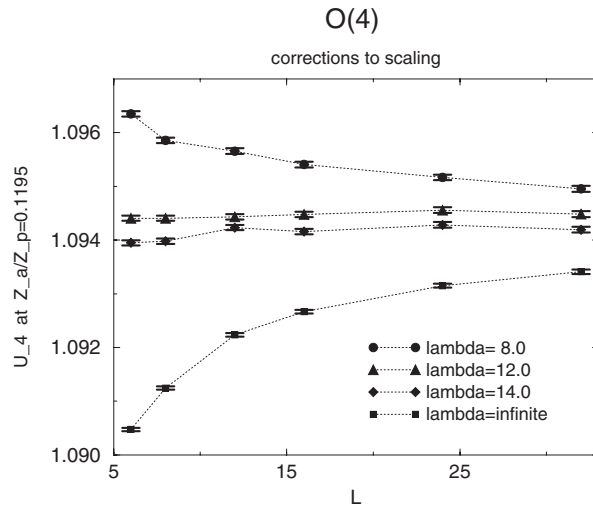 O(4)
corrections to scaling
U_4 at Z_a/Z_p=0.1195
1.096
1.094
1.092
1.090
lambda= 8.0
lambda=12.0
lambda=14.0
lambda=infinite
5
15
25
L